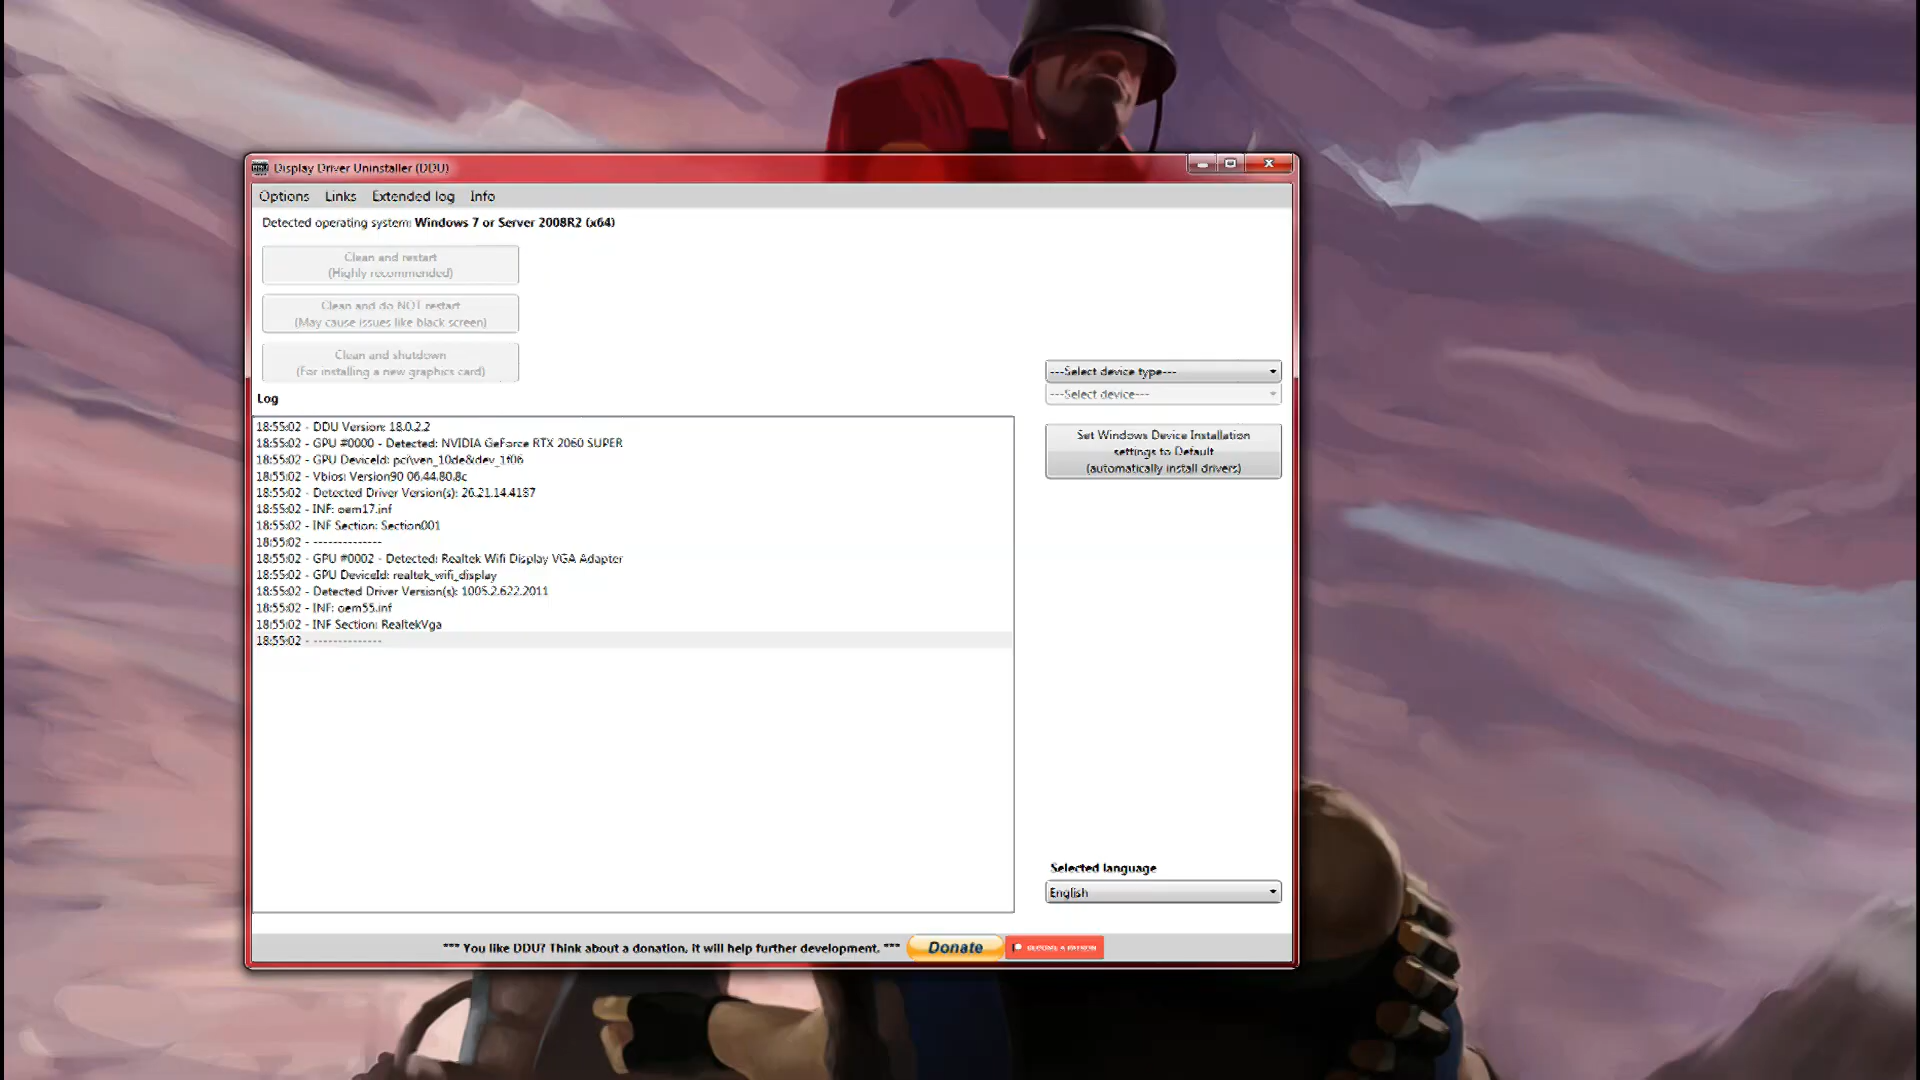 Display Driver Uninstaller (DDU)
Options Links Extended log Info
Detected operating system: Windows 7 or Server 2008R2 (x64)
Clean and restart
(Highly recommended)
Clean and do NOT restart
(May cause issues like black screen)
Clean and shutdown
(For installing a new graphics card)
---Select device type---
---Select device---
Set Windows Device Installation
settings to Default
(automatically install drivers)
Log
18:55:02 - DDU Version: 18.0.2.2
18:55:02 - GPU #0000 - Detected: NVIDIA GeForce RTX 2060 SUPER
18:55:02 - GPU DeviceId: pci\ven_10de&dev_1f06
18:55:02 - Vbios: Version90.06.44.80.8c
18:55:02 - Detected Driver Version(s): 26.21.14.4187
18:55:02 - INF: oem17.inf
18:55:02 - INF Section: Section001
18:55:02 - --------------
18:55:02 - GPU #0002 - Detected: Realtek Wifi Display VGA Adapter
18:55:02 - GPU DeviceId: realtek_wifi_display
18:55:02 - Detected Driver Version(s): 1005.2.622.2011
18:55:02 - INF: oem55.inf
18:55:02 - INF Section: RealtekVga
18:55:02 - --------------
Selected language
English
*** You like DDU? Think about a donation, it will help further development. *** Donate BECOME A PATRON